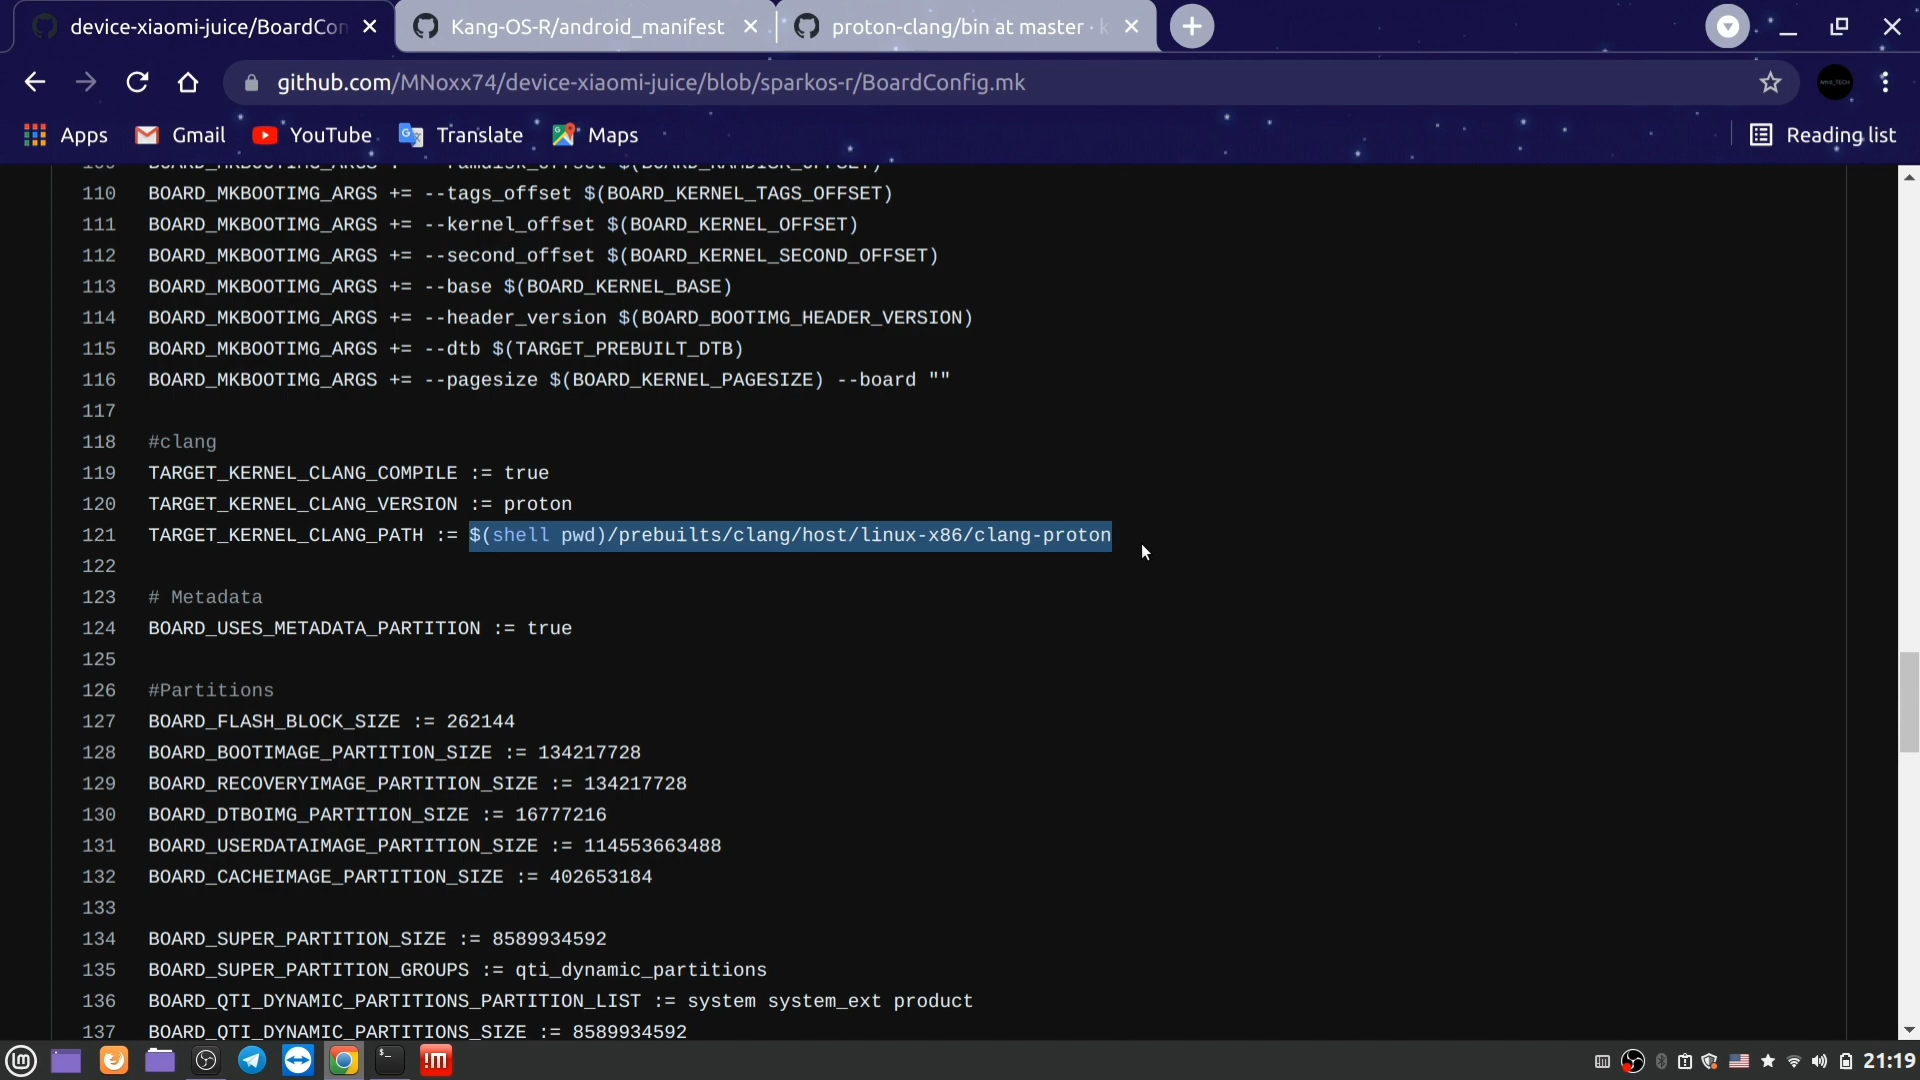 device-xiaomi-juice/BoardCon
Kang-OS-R/android_manifest
proton-clang/bin at master · k
github.com/MNoxx74/device-xiaomi-juice/blob/sparkos-r/BoardConfig.mk
Apps
Gmail
YouTube
Translate
Maps
Reading list
109 BOARD_MKBOOTIMG_ARGS := --ramdisk_offset $(BOARD_RAMDISK_OFFSET)
110 BOARD_MKBOOTIMG_ARGS += --tags_offset $(BOARD_KERNEL_TAGS_OFFSET)
111 BOARD_MKBOOTIMG_ARGS += --kernel_offset $(BOARD_KERNEL_OFFSET)
112 BOARD_MKBOOTIMG_ARGS += --second_offset $(BOARD_KERNEL_SECOND_OFFSET)
113 BOARD_MKBOOTIMG_ARGS += --base $(BOARD_KERNEL_BASE)
114 BOARD_MKBOOTIMG_ARGS += --header_version $(BOARD_BOOTIMG_HEADER_VERSION)
115 BOARD_MKBOOTIMG_ARGS += --dtb $(TARGET_PREBUILT_DTB)
116 BOARD_MKBOOTIMG_ARGS += --pagesize $(BOARD_KERNEL_PAGESIZE) --board ""
117
118 #clang
119 TARGET_KERNEL_CLANG_COMPILE := true
120 TARGET_KERNEL_CLANG_VERSION := proton
121 TARGET_KERNEL_CLANG_PATH := $(shell pwd)/prebuilts/clang/host/linux-x86/clang-proton
122
123 # Metadata
124 BOARD_USES_METADATA_PARTITION := true
125
126 #Partitions
127 BOARD_FLASH_BLOCK_SIZE := 262144
128 BOARD_BOOTIMAGE_PARTITION_SIZE := 134217728
129 BOARD_RECOVERYIMAGE_PARTITION_SIZE := 134217728
130 BOARD_DTBOIMG_PARTITION_SIZE := 16777216
131 BOARD_USERDATAIMAGE_PARTITION_SIZE := 114553663488
132 BOARD_CACHEIMAGE_PARTITION_SIZE := 402653184
133
134 BOARD_SUPER_PARTITION_SIZE := 8589934592
135 BOARD_SUPER_PARTITION_GROUPS := qti_dynamic_partitions
136 BOARD_QTI_DYNAMIC_PARTITIONS_PARTITION_LIST := system system_ext product
137 BOARD_QTI_DYNAMIC_PARTITIONS_SIZE := 8589934592
21:19